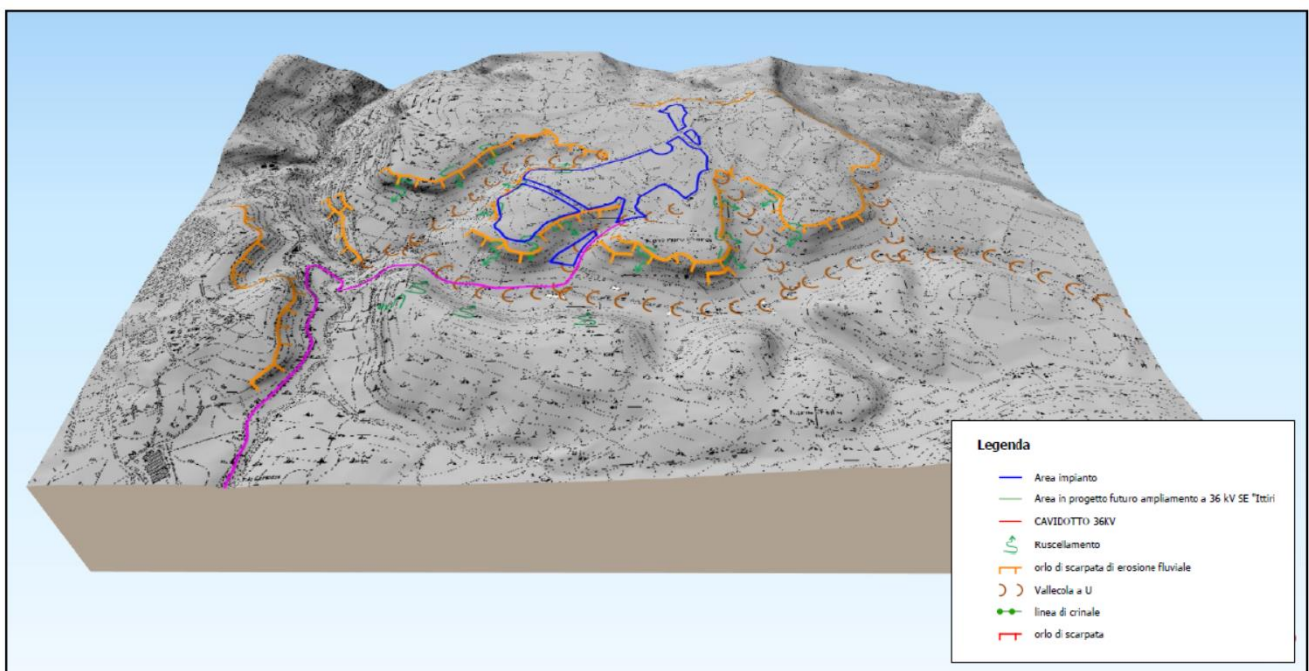 Legenda
Area impianto
Area in progetto futuro ampliamento a 36 kV SE "Ittiri
CAVIDOTTO 36KV
Ruscellamento
orlo di scarpata di erosione fluviale
Vallecola a U
linea di crinale
orlo di scarpata